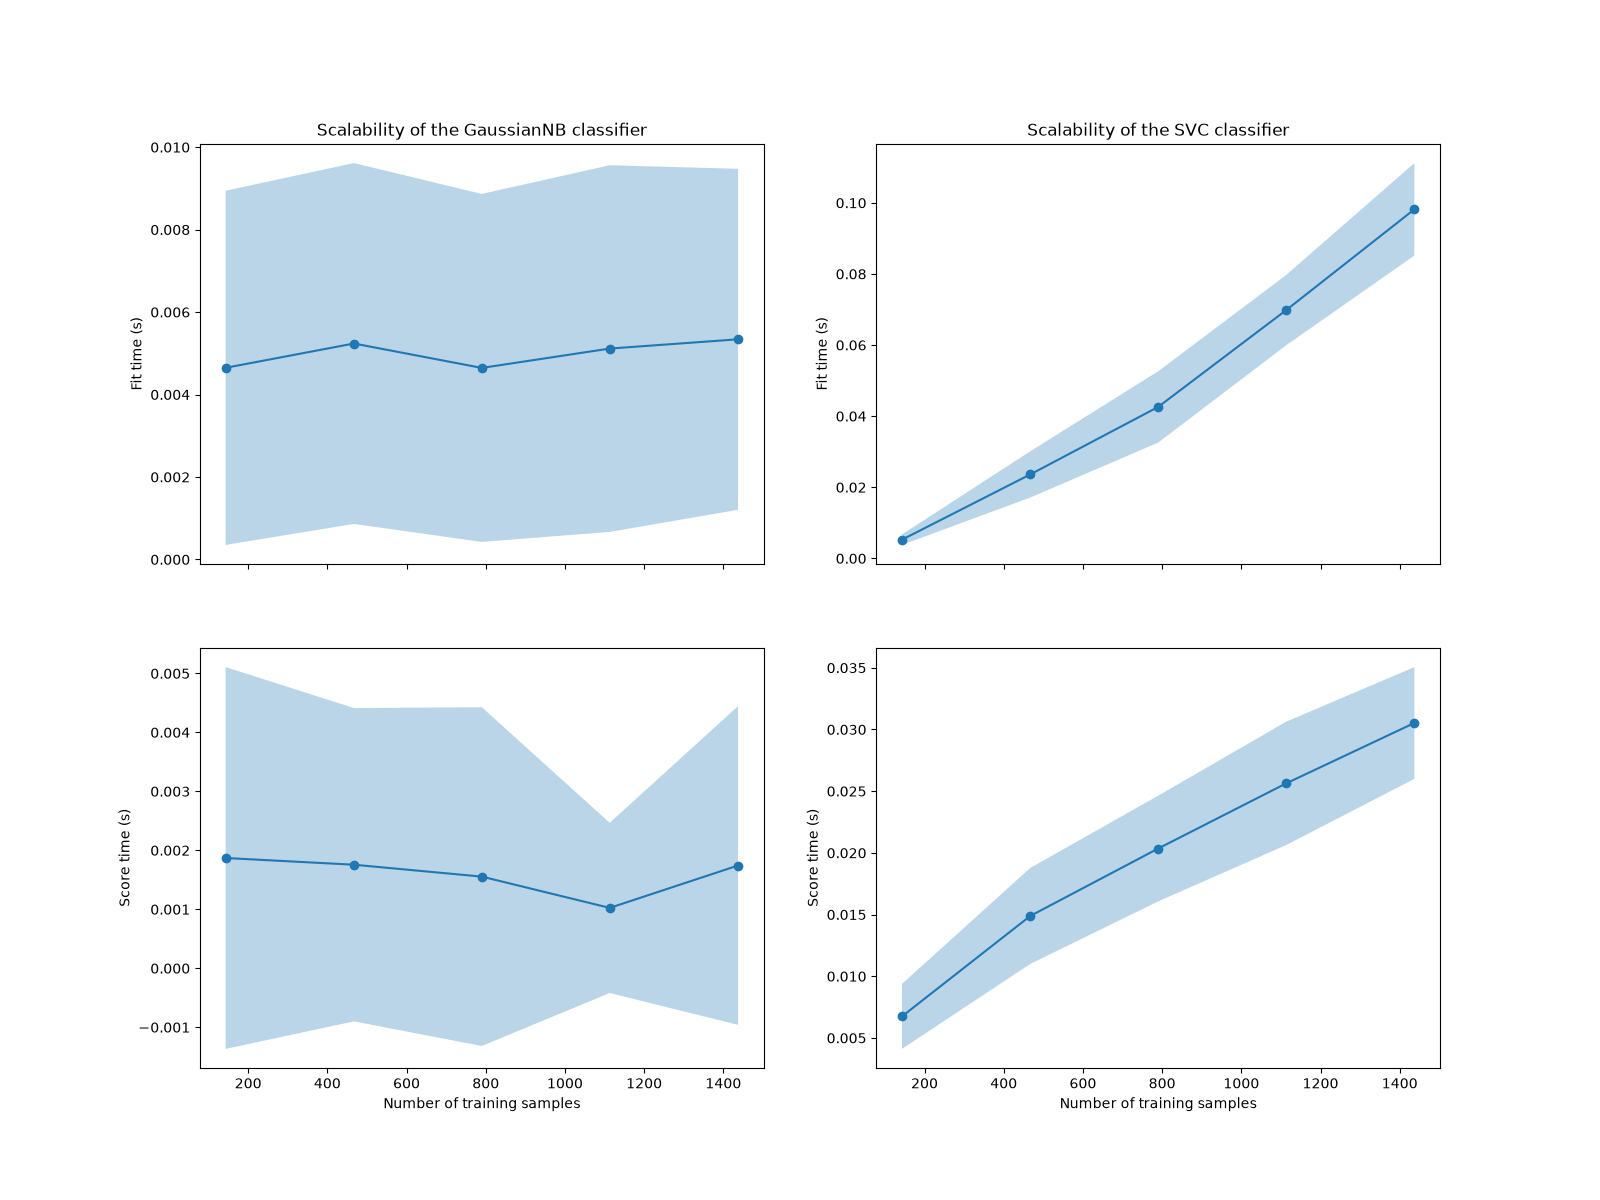 Scalability of the GaussianNB classifier
Fit time (s)
0.010
0.008
0.006
0.004
0.002
0.000
Scalability of the SVC classifier
Fit time (s)
0.10
0.08
0.06
0.04
0.02
0.00
Score time (s)
0.005
0.004
0.003
0.002
0.001
0.000
−0.001
200 400 600 800 1000 1200 1400
Number of training samples
Score time (s)
0.035
0.030
0.025
0.020
0.015
0.010
0.005
200 400 600 800 1000 1200 1400
Number of training samples